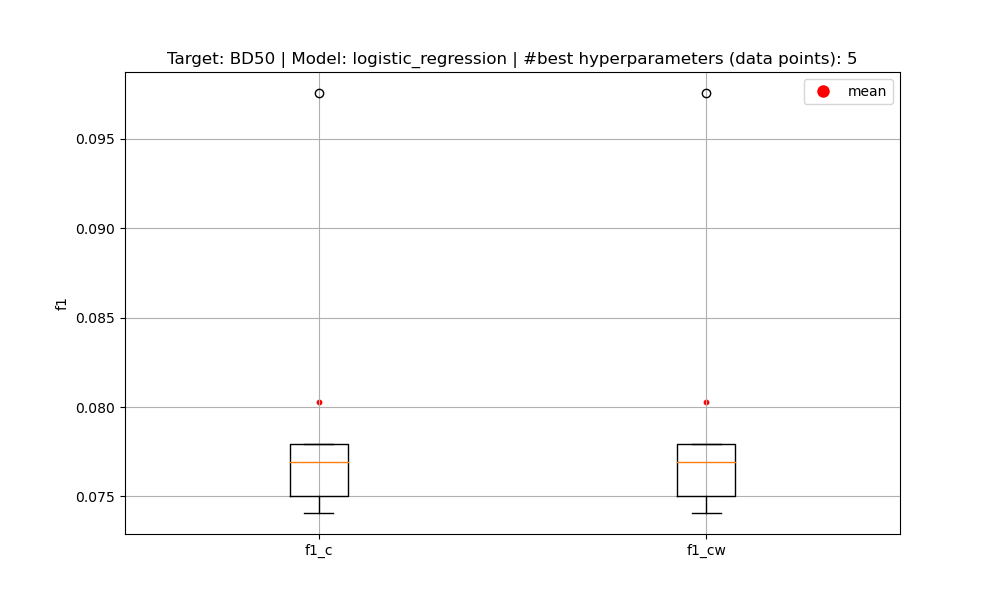 Target: BD50 | Model: logistic_regression | #best hyperparameters (data points): 5
mean
0.095
0.090
0.085
0.080
0.075
f1
f1_c
f1_cw